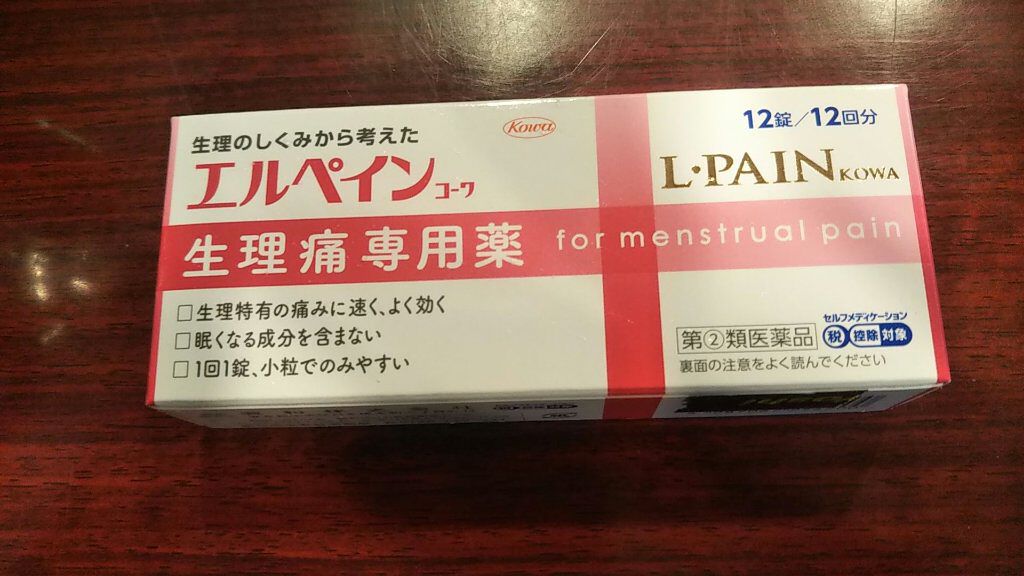 生理のしくみから考えた
Kowa
12錠/12回分
エルペインコーワ
L・PAIN KOWA
生理痛専用薬
for menstrual pain
□生理特有の痛みに速く、よく効く
□眠くなる成分を含まない
□1回1錠、小粒でのみやすい
セルフメディケーション
税 控除 対象
第②類医薬品
裏面の注意をよく読んでください